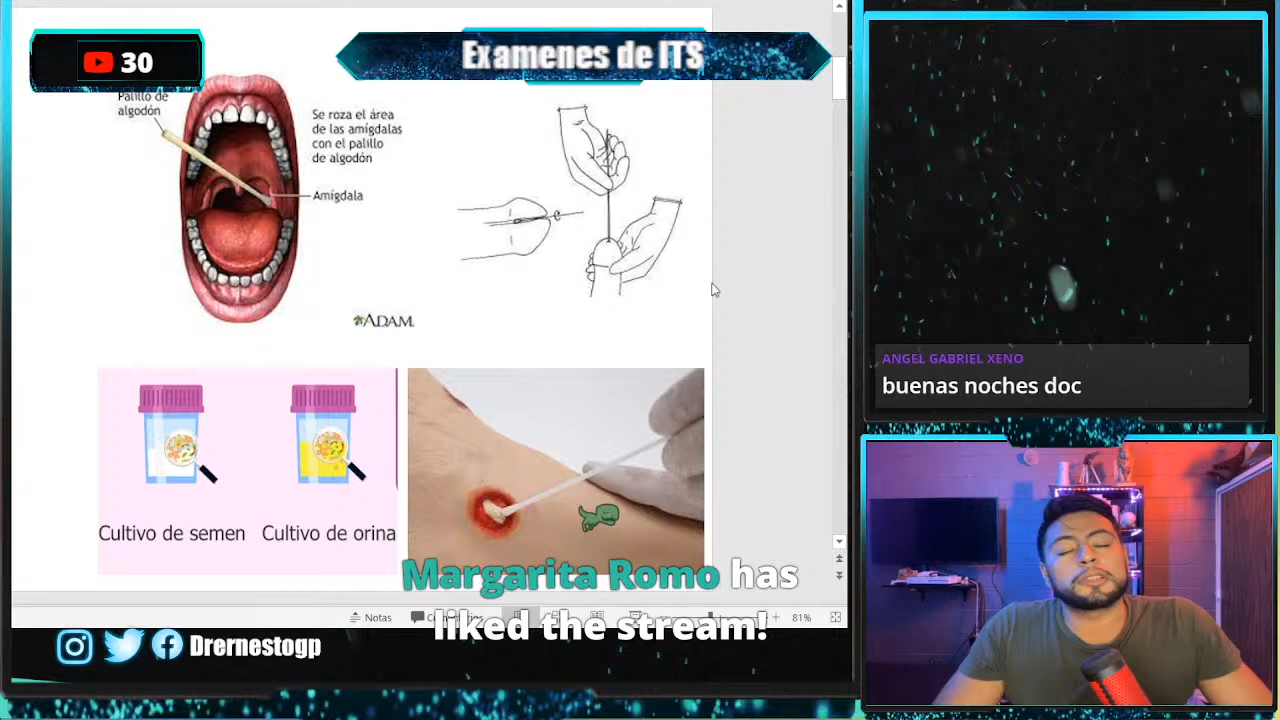 30
Examenes de ITS
Palillo de
algodón
Se roza el área
de las amígdalas
con el palillo
de algodón
Amígdala
ADAM.
Cultivo de semen
Cultivo de orina
ANGEL GABRIEL XENO
buenas noches doc
Margarita Romo has
liked the stream!
Notas
81%
Drernestogp